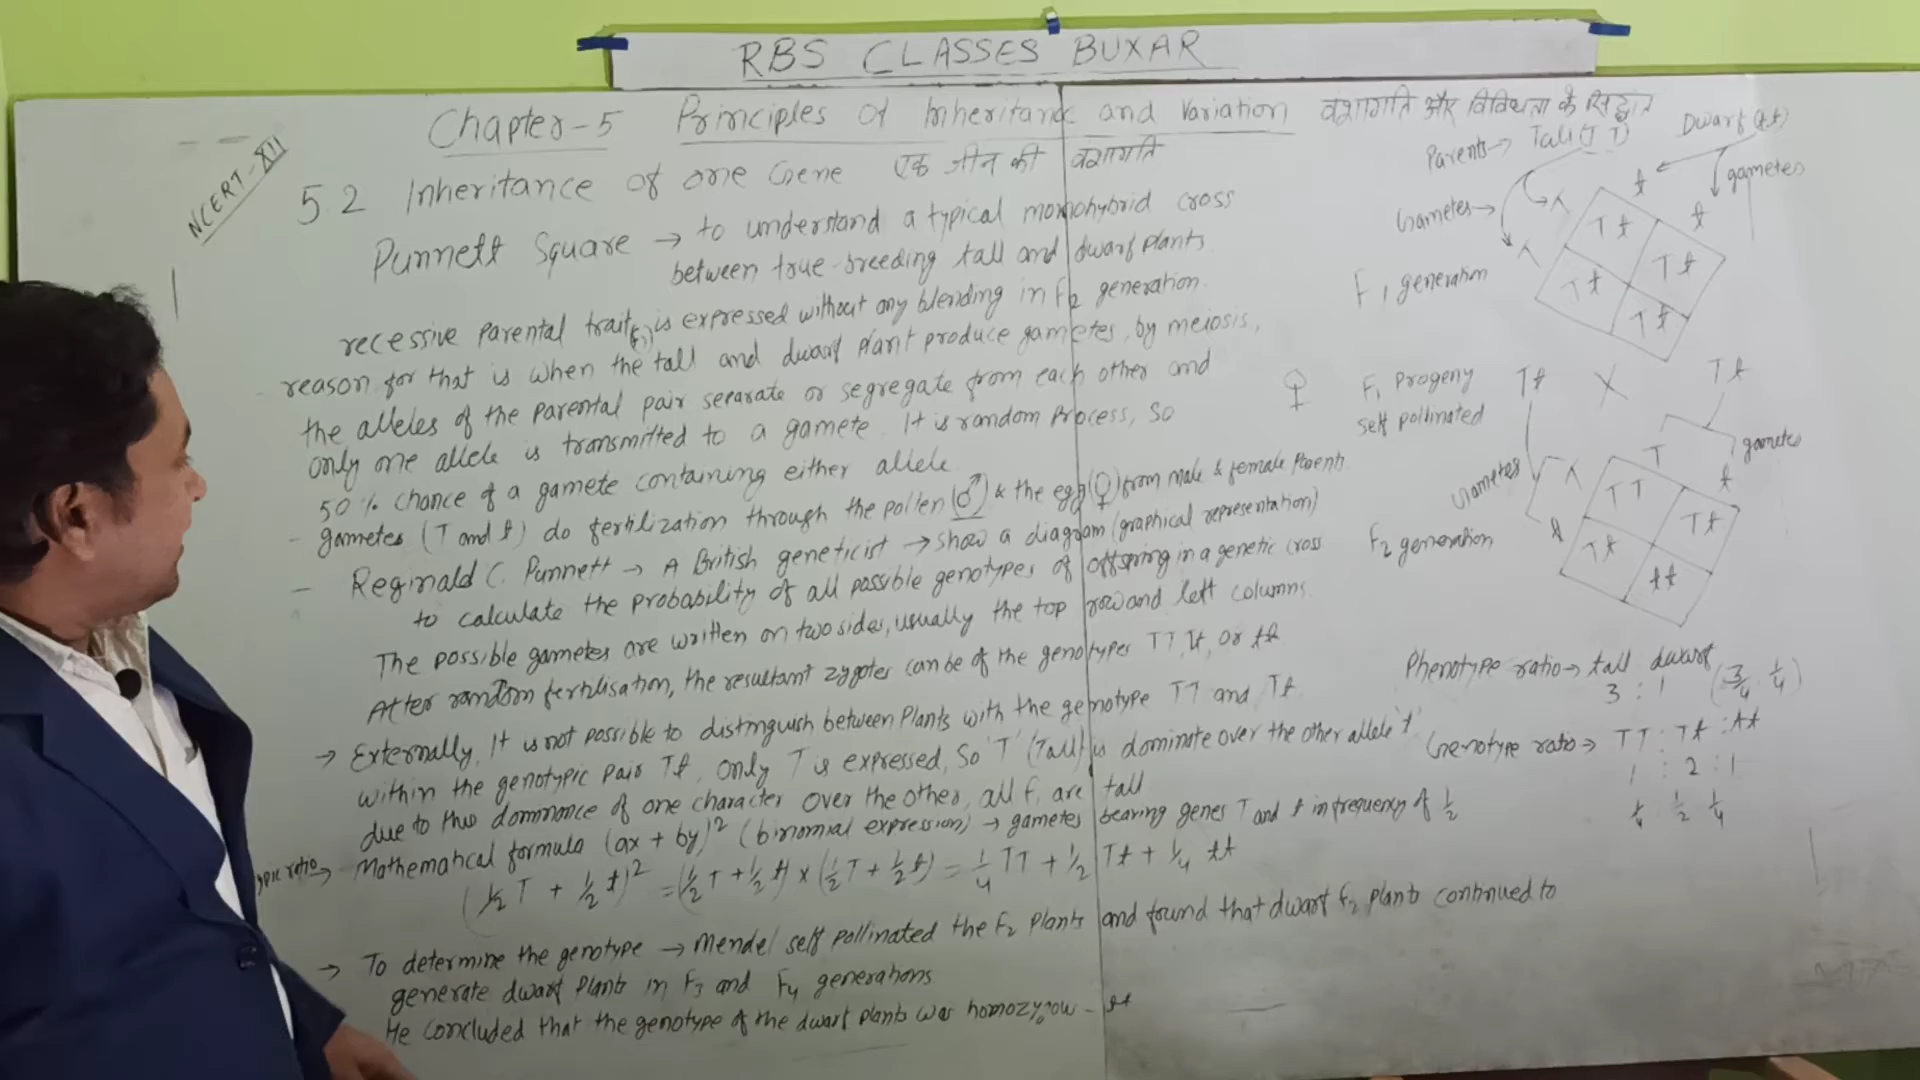 RBS CLASSES BUXAR
Chapter-5 Principles of Inheritance and Variation वंशागति और विविधता के सिद्धांत
NCERT-XII
5.2 Inheritance of one Gene एक जीन की वंशागति
Punnett Square → to understand a typical monohybrid cross
between true-breeding tall and dwarf plants.
recessive parental trait is expressed without any blending in F2 generation.
reason for that is when the tall and dwarf plant produce gametes, by meiosis,
the alleles of the parental pair separate or segregate from each other and
only one allele is transmitted to a gamete. It is random process, so
50% chance of a gamete containing either allele
- gametes (T and t) do fertilization through the pollen (♂) & the egg (♀) from male & female parents
- Reginald C. Punnett → A British geneticist → show a diagram (graphical representation)
to calculate the probability of all possible genotypes of offspring in a genetic cross
The possible gametes are written on two sides, usually the top row and left columns.
After random fertilisation, the resultant zygotes can be of the genotypes TT, Tt, or tt
→ Externally, It is not possible to distinguish between plants with the genotype TT and Tt.
within the genotypic pair Tt, only T is expressed, So 'T' (Tall) is dominate over the other allele 't'
due to this dominance of one character over the other, all F1 are tall
→ Mathematical formula (ax + by)² (binomial expression) → gametes bearing genes T and t in frequency of ½
(½ T + ½ t)² = (½ T + ½ t) × (½ T + ½ t) = ¼ TT + ½ Tt + ¼ tt
→ To determine the genotype → Mendel self pollinated the F2 plants and found that dwarf F2 plants continued to
generate dwarf plants in F3 and F4 generations.
He concluded that the genotype of the dwarf plants was homozygous - tt
Parents → Tall (TT) Dwarf (tt)
gametes
Gametes →
T t t
T
Tt Tt
Tt Tt
F1 generation
♀ F1 Progeny Tt X Tt
self pollinated
gametes
Gametes
T t
T TT Tt
t Tt tt
F2 generation
Phenotype ratio → tall dwarf
3 : 1 (¾ ¼)
Genotype ratio → TT : Tt : tt
1 : 2 : 1
¼ : ½ ¼